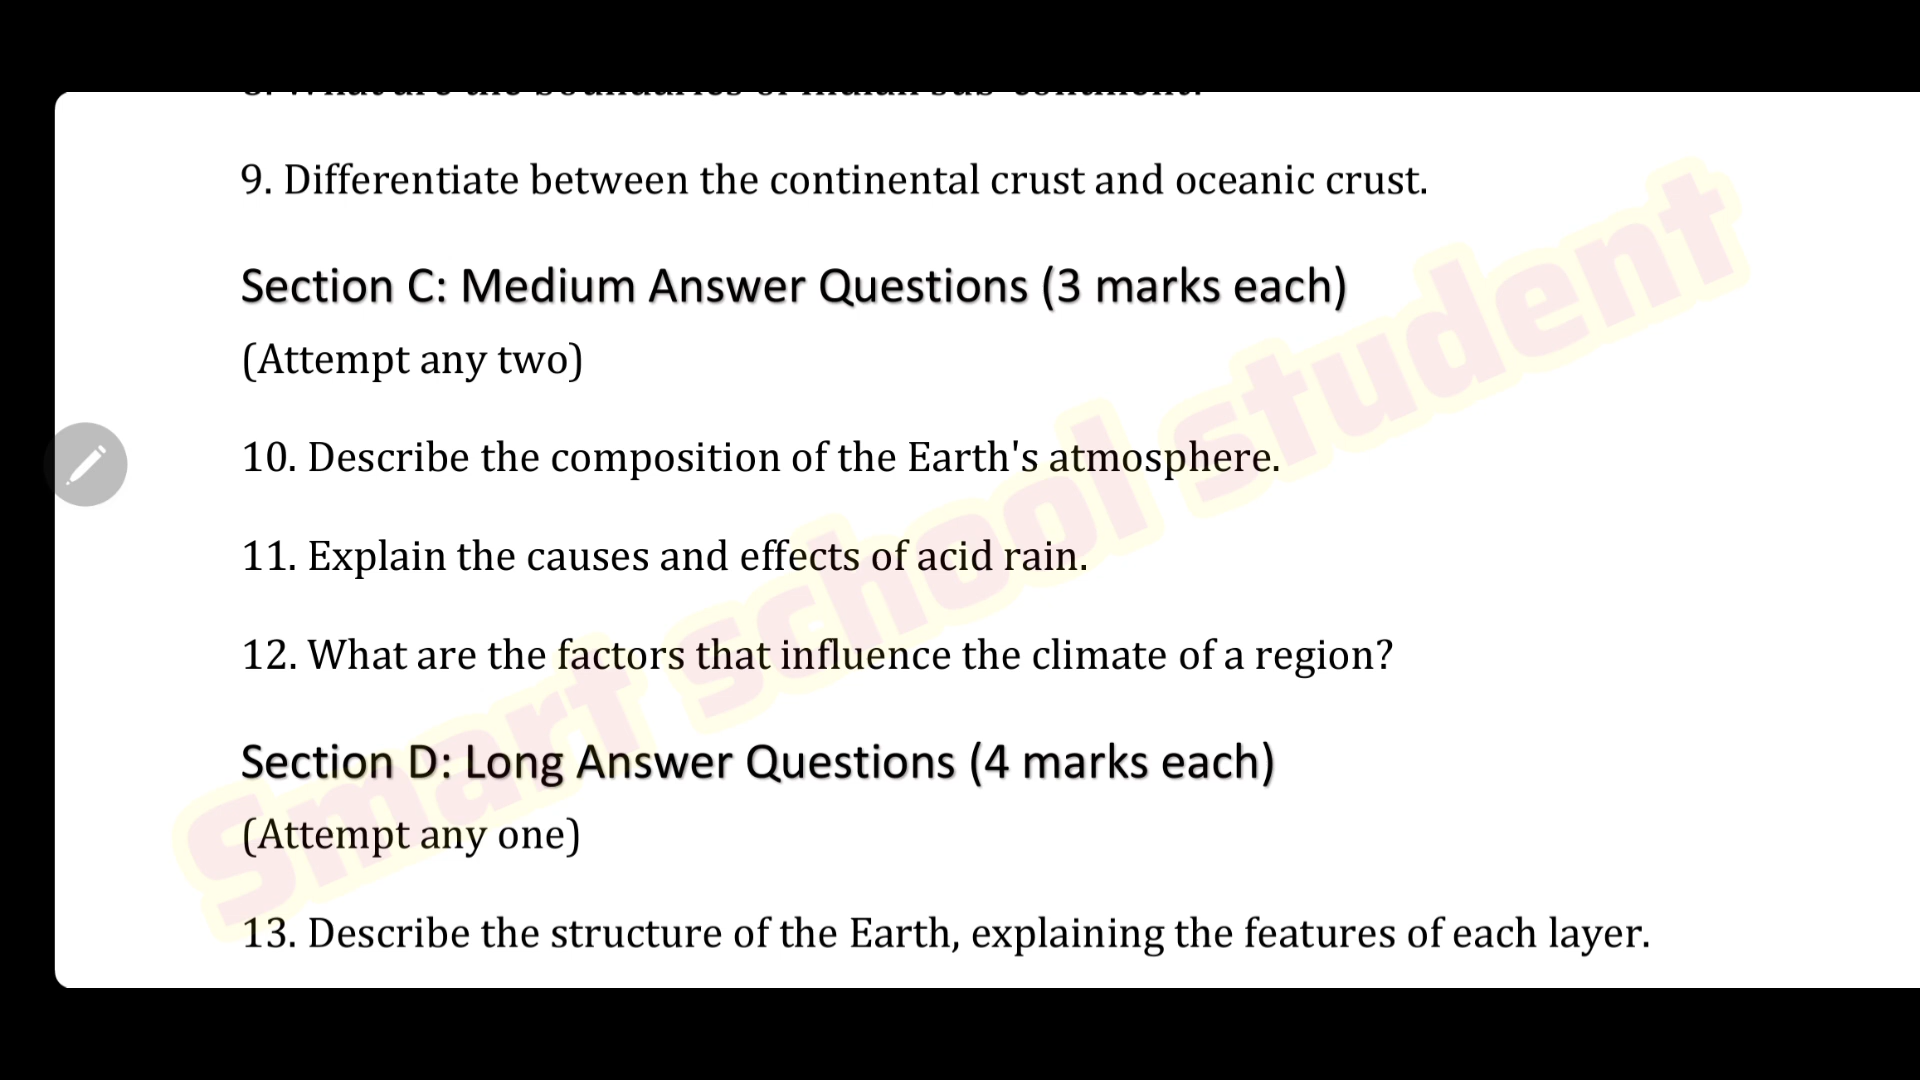 9. Differentiate between the continental crust and oceanic crust.
Section C: Medium Answer Questions (3 marks each)
(Attempt any two)
10. Describe the composition of the Earth's atmosphere.
11. Explain the causes and effects of acid rain.
12. What are the factors that influence the climate of a region?
Section D: Long Answer Questions (4 marks each)
(Attempt any one)
13. Describe the structure of the Earth, explaining the features of each layer.
Smart school student